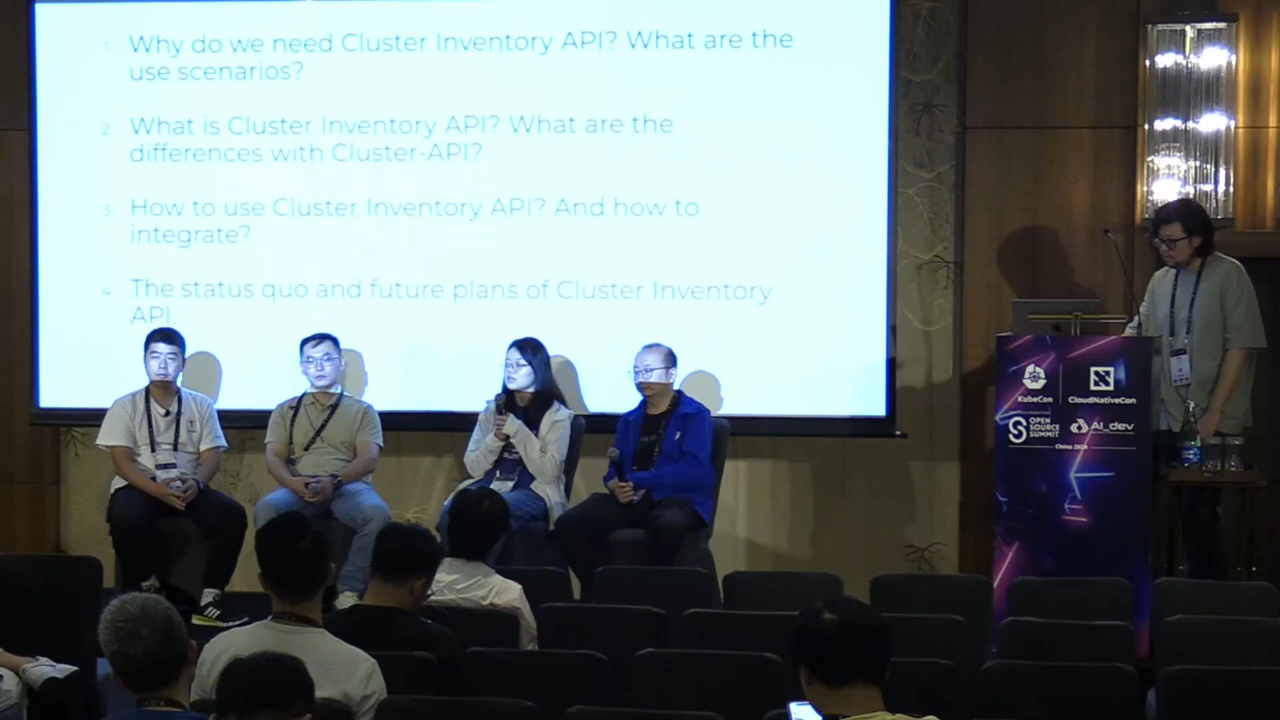 1. Why do we need Cluster Inventory API? What are the
use scenarios?
2. What is Cluster Inventory API? What are the
differences with Cluster-API?
3. How to use Cluster Inventory API? And how to
integrate?
4. The status quo and future plans of Cluster Inventory
API.
KubeCon
CloudNativeCon
OPEN
SOURCE
SUMMIT
AI_dev
China 2024